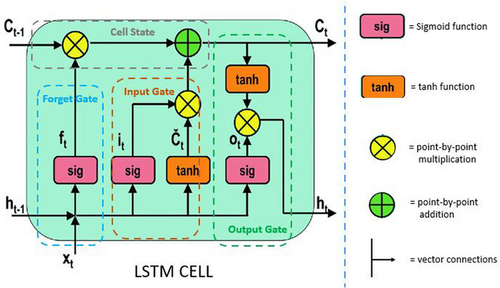 Cₜ₋₁
Cell State
Cₜ
sig
= Sigmoid function
tanh
Forget Gate
Input Gate
tanh
= tanh function
fₜ
iₜ
Čₜ
oₜ
= point-by-point
multiplication
sig
sig
tanh
sig
hₜ₋₁
hₜ
= point-by-point
addition
Output Gate
xₜ
LSTM CELL
= vector connections